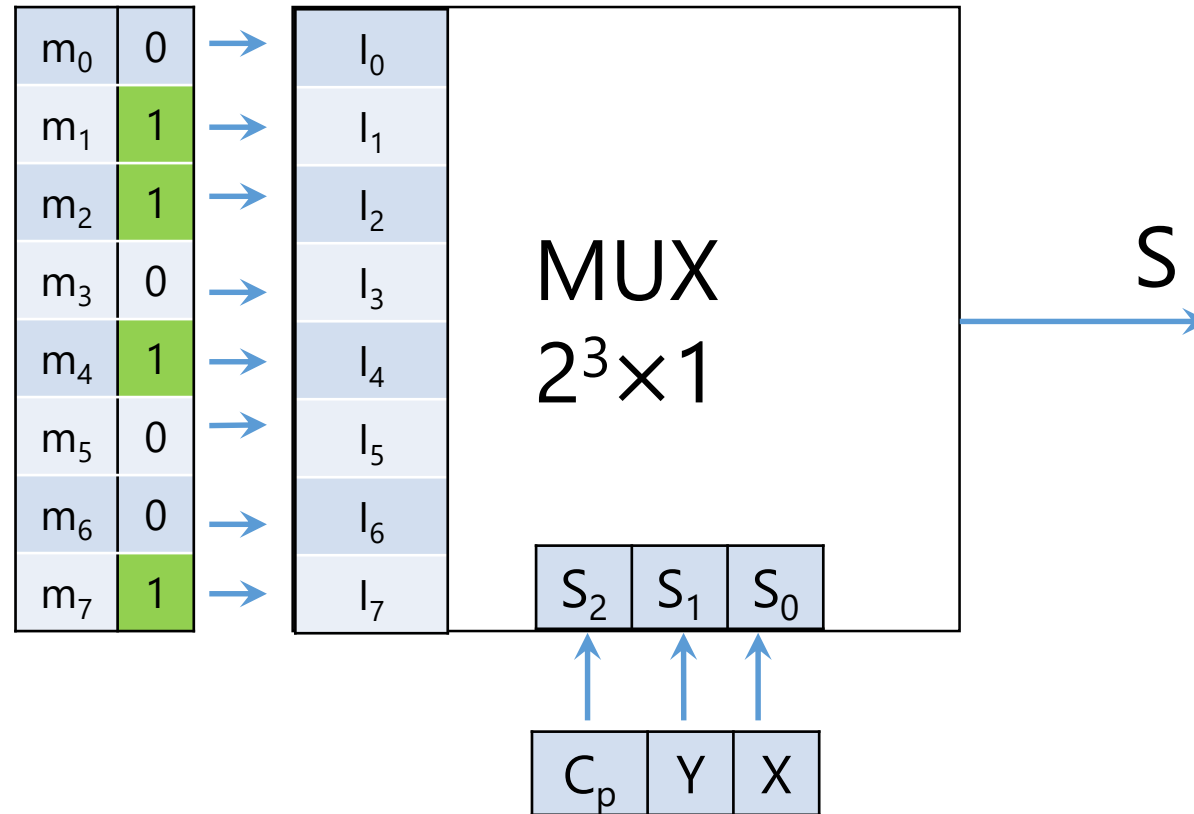 m₀ 0 I₀
m₁ 1 I₁
m₂ 1 I₂
m₃ 0 I₃
m₄ 1 I₄
m₅ 0 I₅
m₆ 0 I₆
m₇ 1 I₇
MUX
2³×1
S
S₂ S₁ S₀
Cₚ Y X